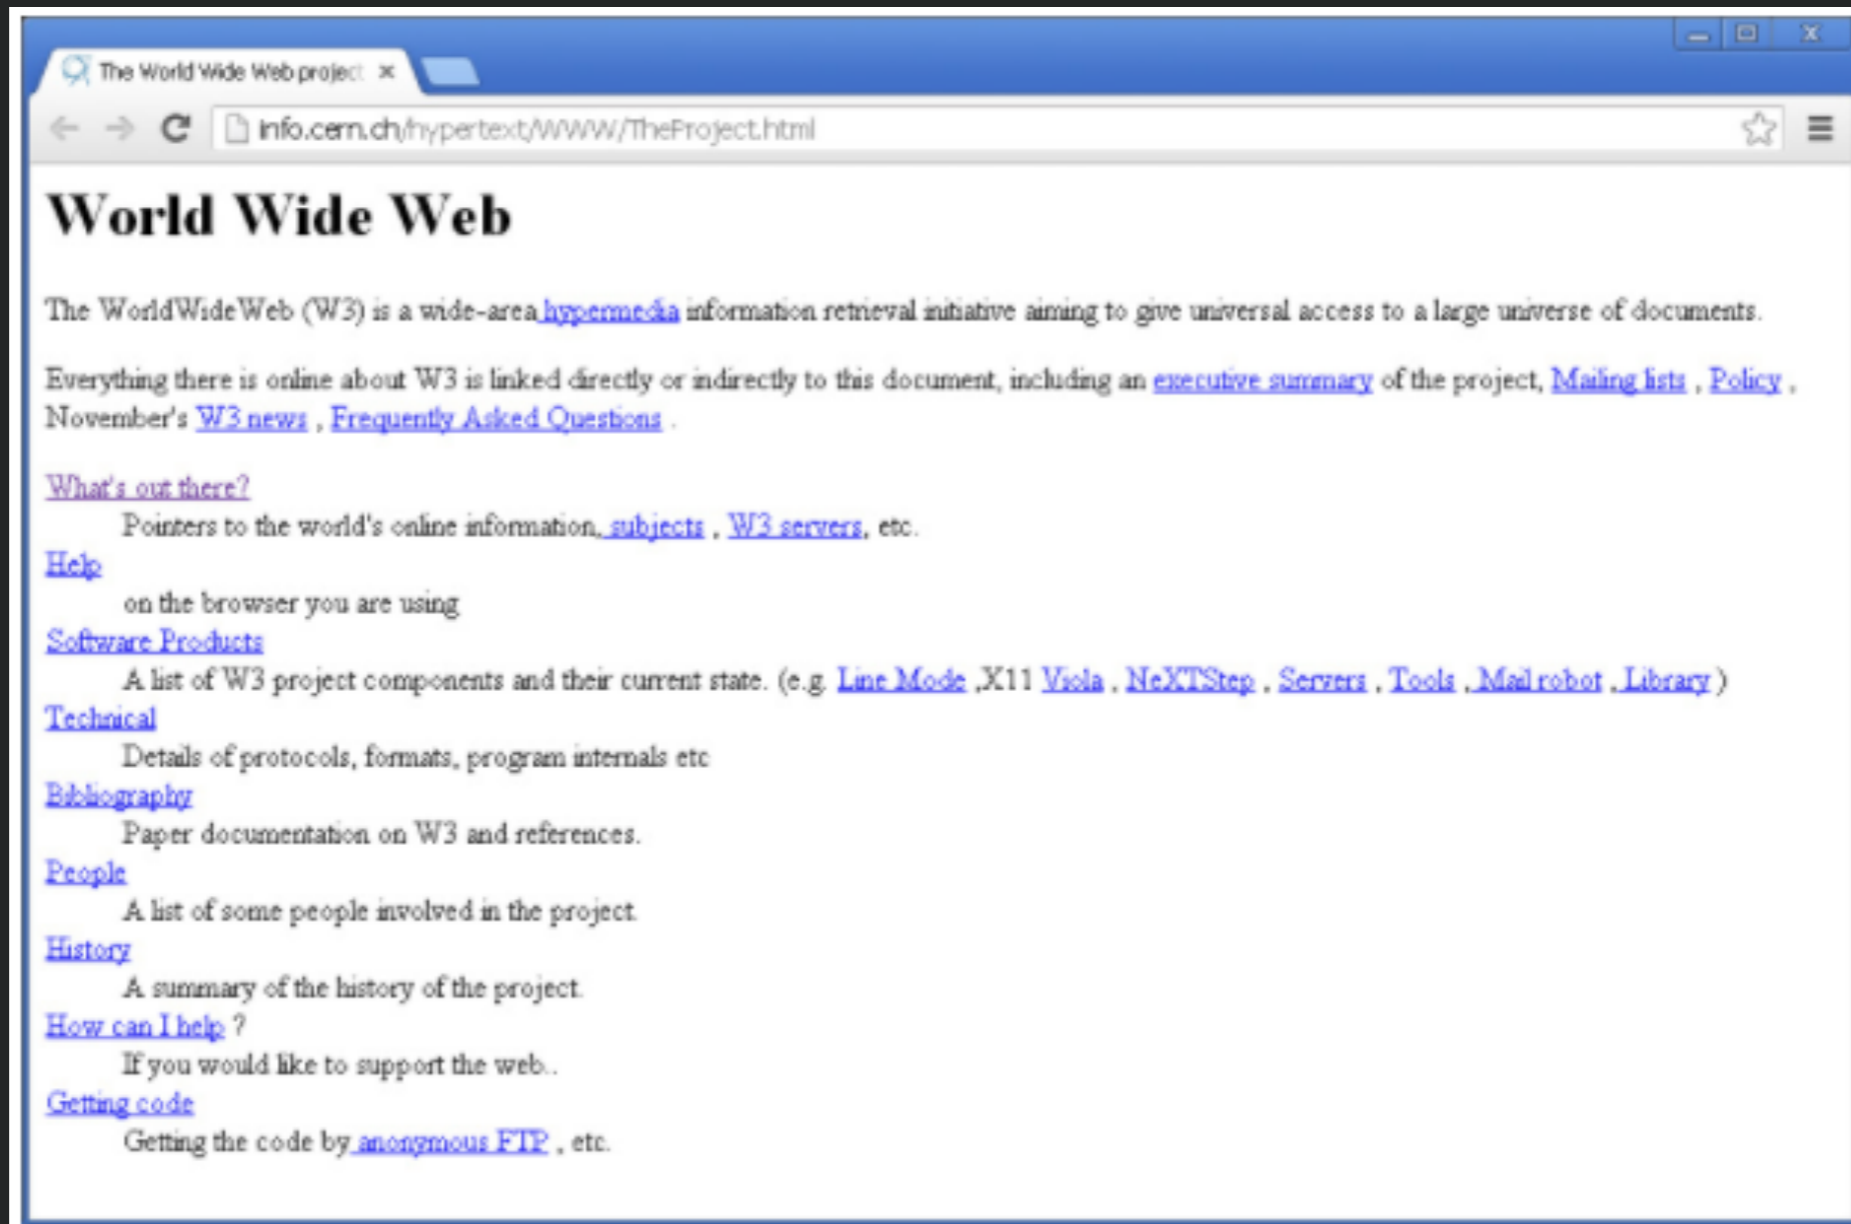 The World Wide Web project
info.cern.ch/hypertext/WWW/TheProject.html
World Wide Web
The WorldWideWeb (W3) is a wide-area hypermedia information retrieval initiative aiming to give universal access to a large universe of documents.
Everything there is online about W3 is linked directly or indirectly to this document, including an executive summary of the project, Mailing lists , Policy ,
November's W3 news , Frequently Asked Questions .
What's out there?
Pointers to the world's online information, subjects , W3 servers, etc.
Help
on the browser you are using
Software Products
A list of W3 project components and their current state. (e.g. Line Mode ,X11 Viola , NeXTStep , Servers , Tools , Mail robot , Library )
Technical
Details of protocols, formats, program internals etc
Bibliography
Paper documentation on W3 and references.
People
A list of some people involved in the project.
History
A summary of the history of the project.
How can I help ?
If you would like to support the web..
Getting code
Getting the code by anonymous FTP , etc.